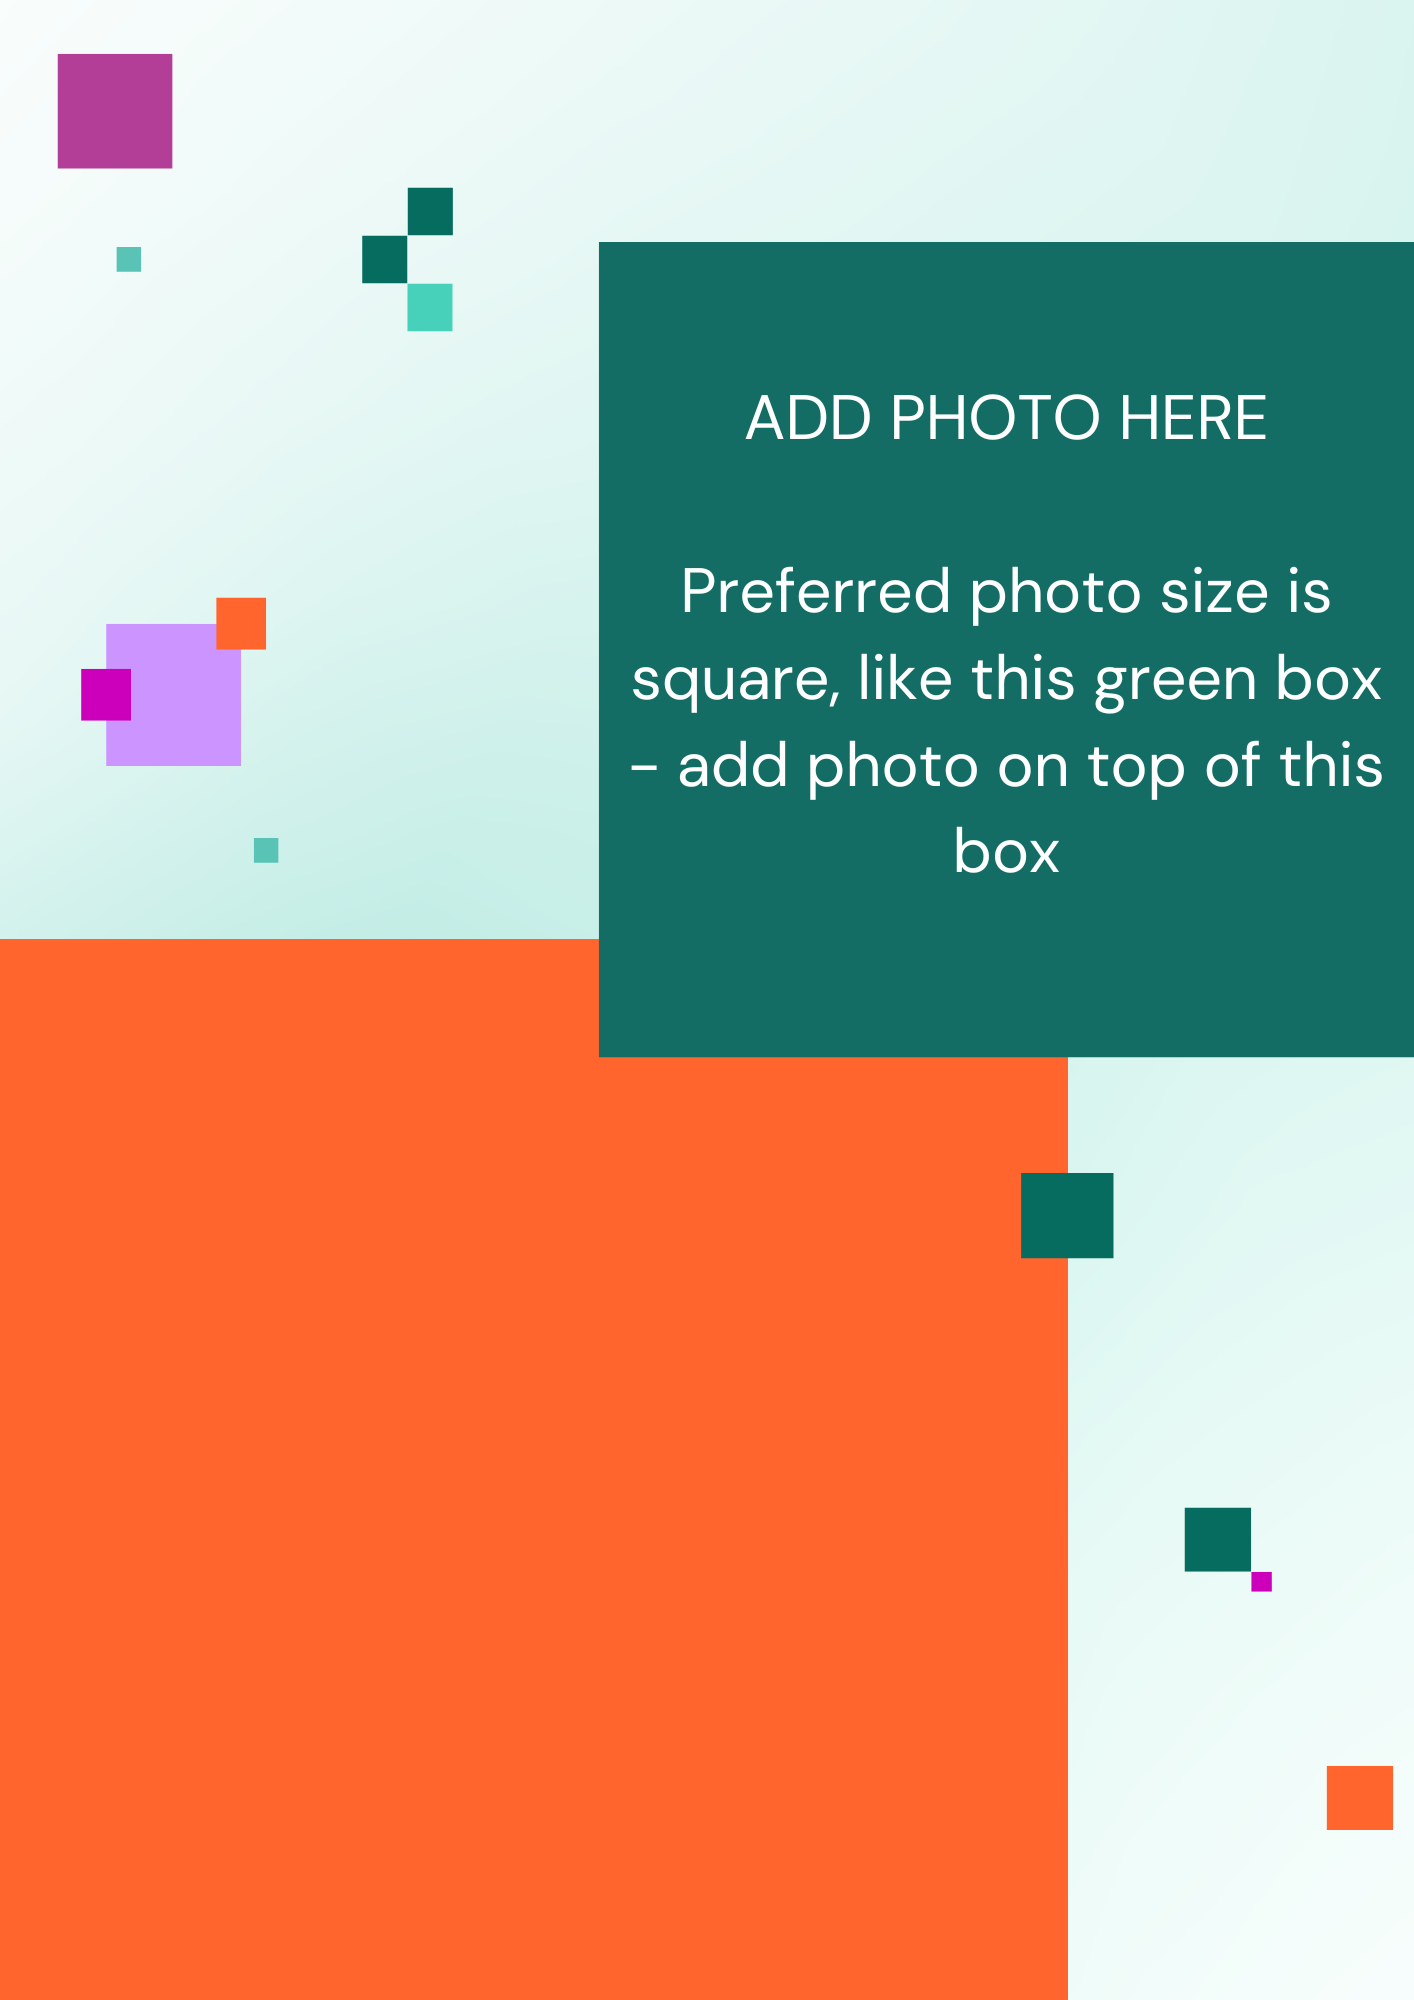 ADD PHOTO HERE
Preferred photo size is
square, like this green box
- add photo on top of this
box